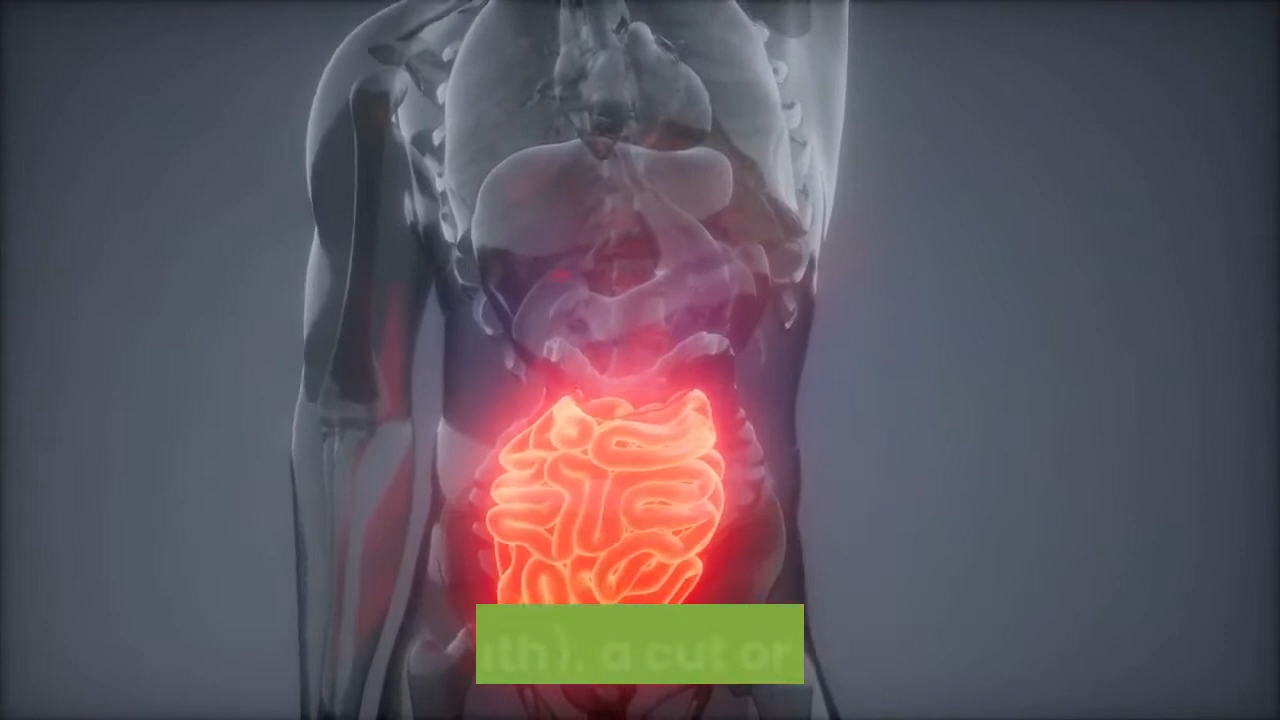 th), a cut or